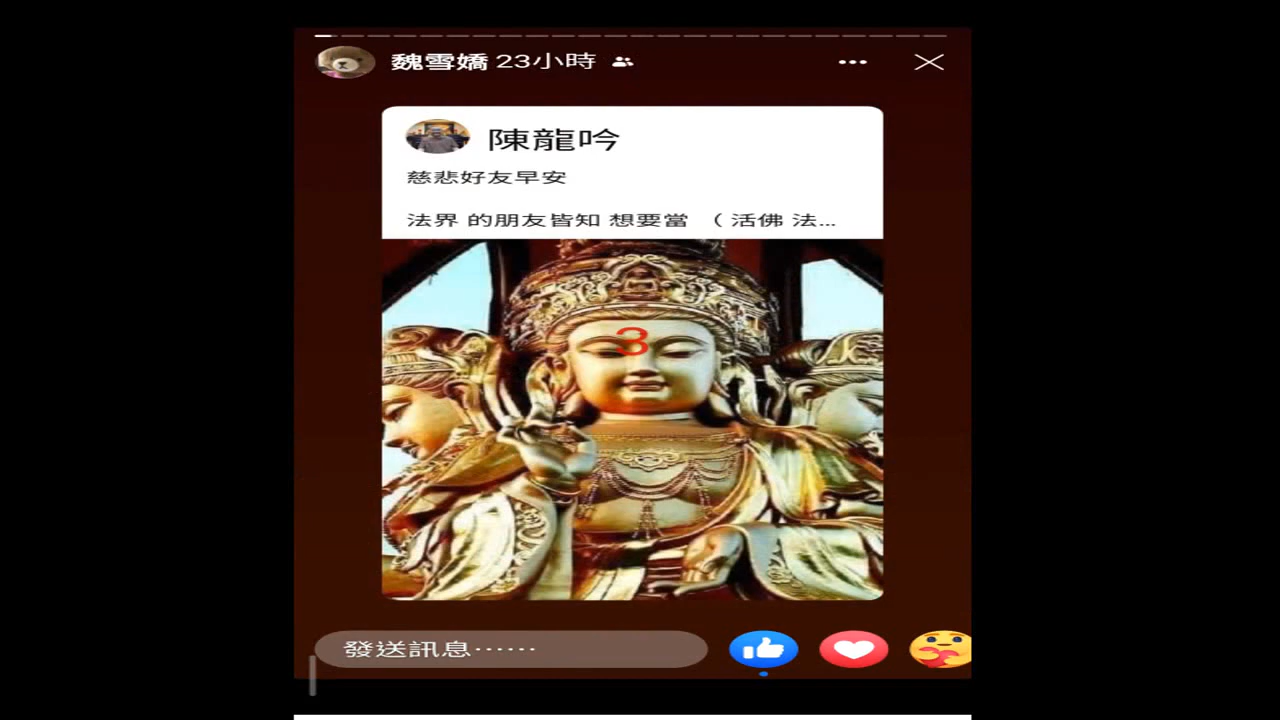 魏雪嬌 23小時
陳龍吟
慈悲好友早安
法界 的朋友皆知 想要當 （ 活佛 法...
3
發送訊息⋯⋯